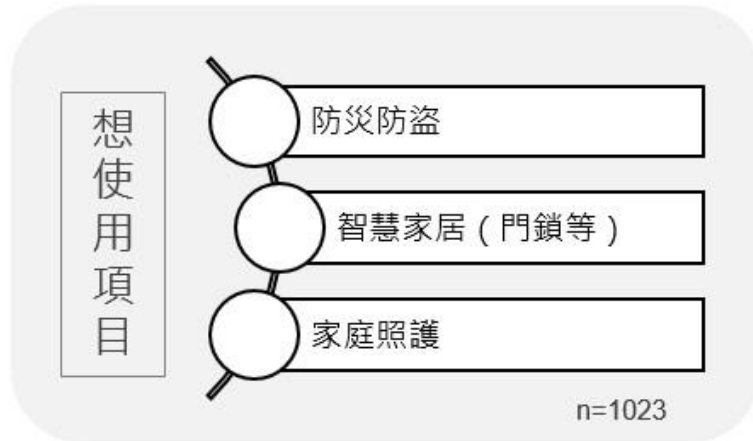 想使用項目
防災防盜
智慧家居（門鎖等）
家庭照護
n=1023